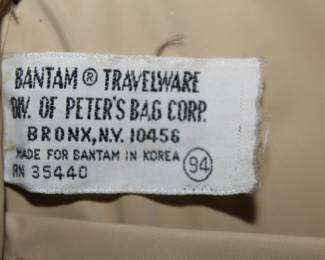 BANTAM ® TRAVELWARE
DIV. OF PETER'S BAG CORP.
BRONX, N.Y. 10456
MADE FOR BANTAM IN KOREA
RN 35440 94